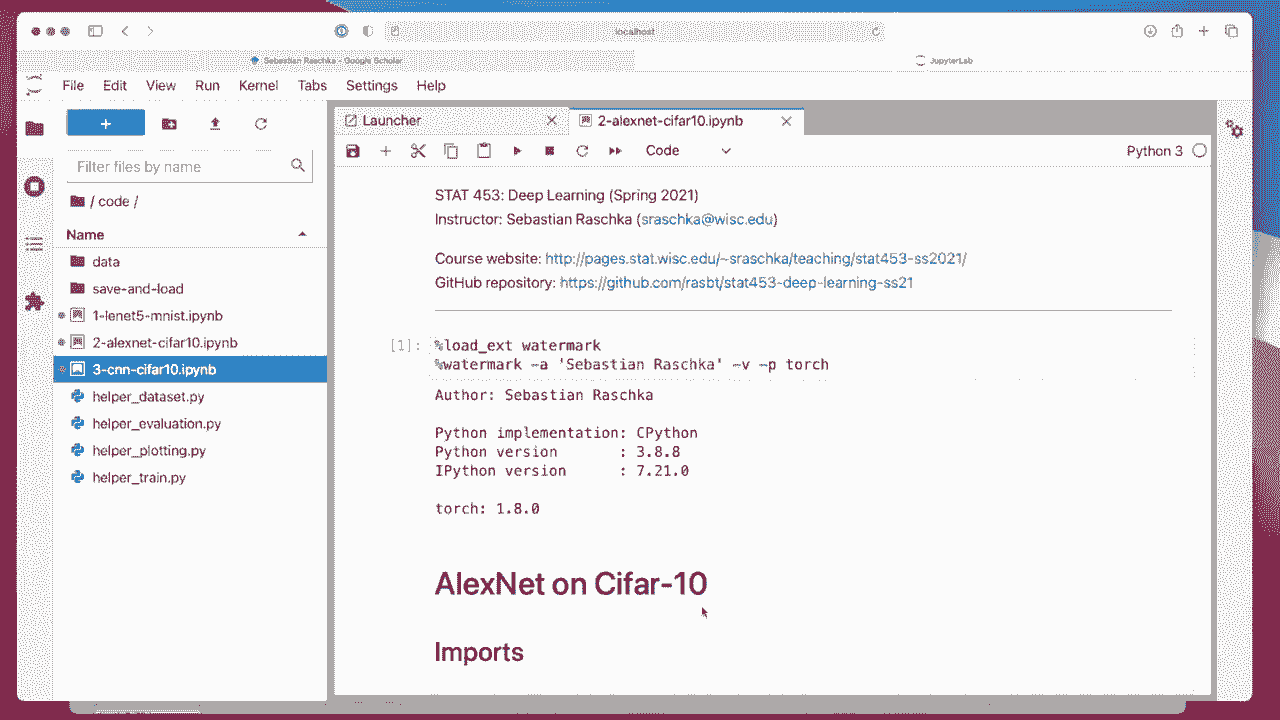 localhost
Sebastian Raschka - Google Scholar
JupyterLab
File Edit View Run Kernel Tabs Settings Help
Launcher
2-alexnet-cifar10.ipynb
Code
Python 3
Filter files by name
/ code /
Name
data
save-and-load
1-lenet5-mnist.ipynb
2-alexnet-cifar10.ipynb
3-cnn-cifar10.ipynb
helper_dataset.py
helper_evaluation.py
helper_plotting.py
helper_train.py
STAT 453: Deep Learning (Spring 2021)
Instructor: Sebastian Raschka (sraschka@wisc.edu)
Course website: http://pages.stat.wisc.edu/~sraschka/teaching/stat453-ss2021/
GitHub repository: https://github.com/rasbt/stat453-deep-learning-ss21
[1]: %load_ext watermark
%watermark -a 'Sebastian Raschka' -v -p torch
Author: Sebastian Raschka
Python implementation: CPython
Python version : 3.8.8
IPython version : 7.21.0
torch: 1.8.0
AlexNet on Cifar-10
Imports